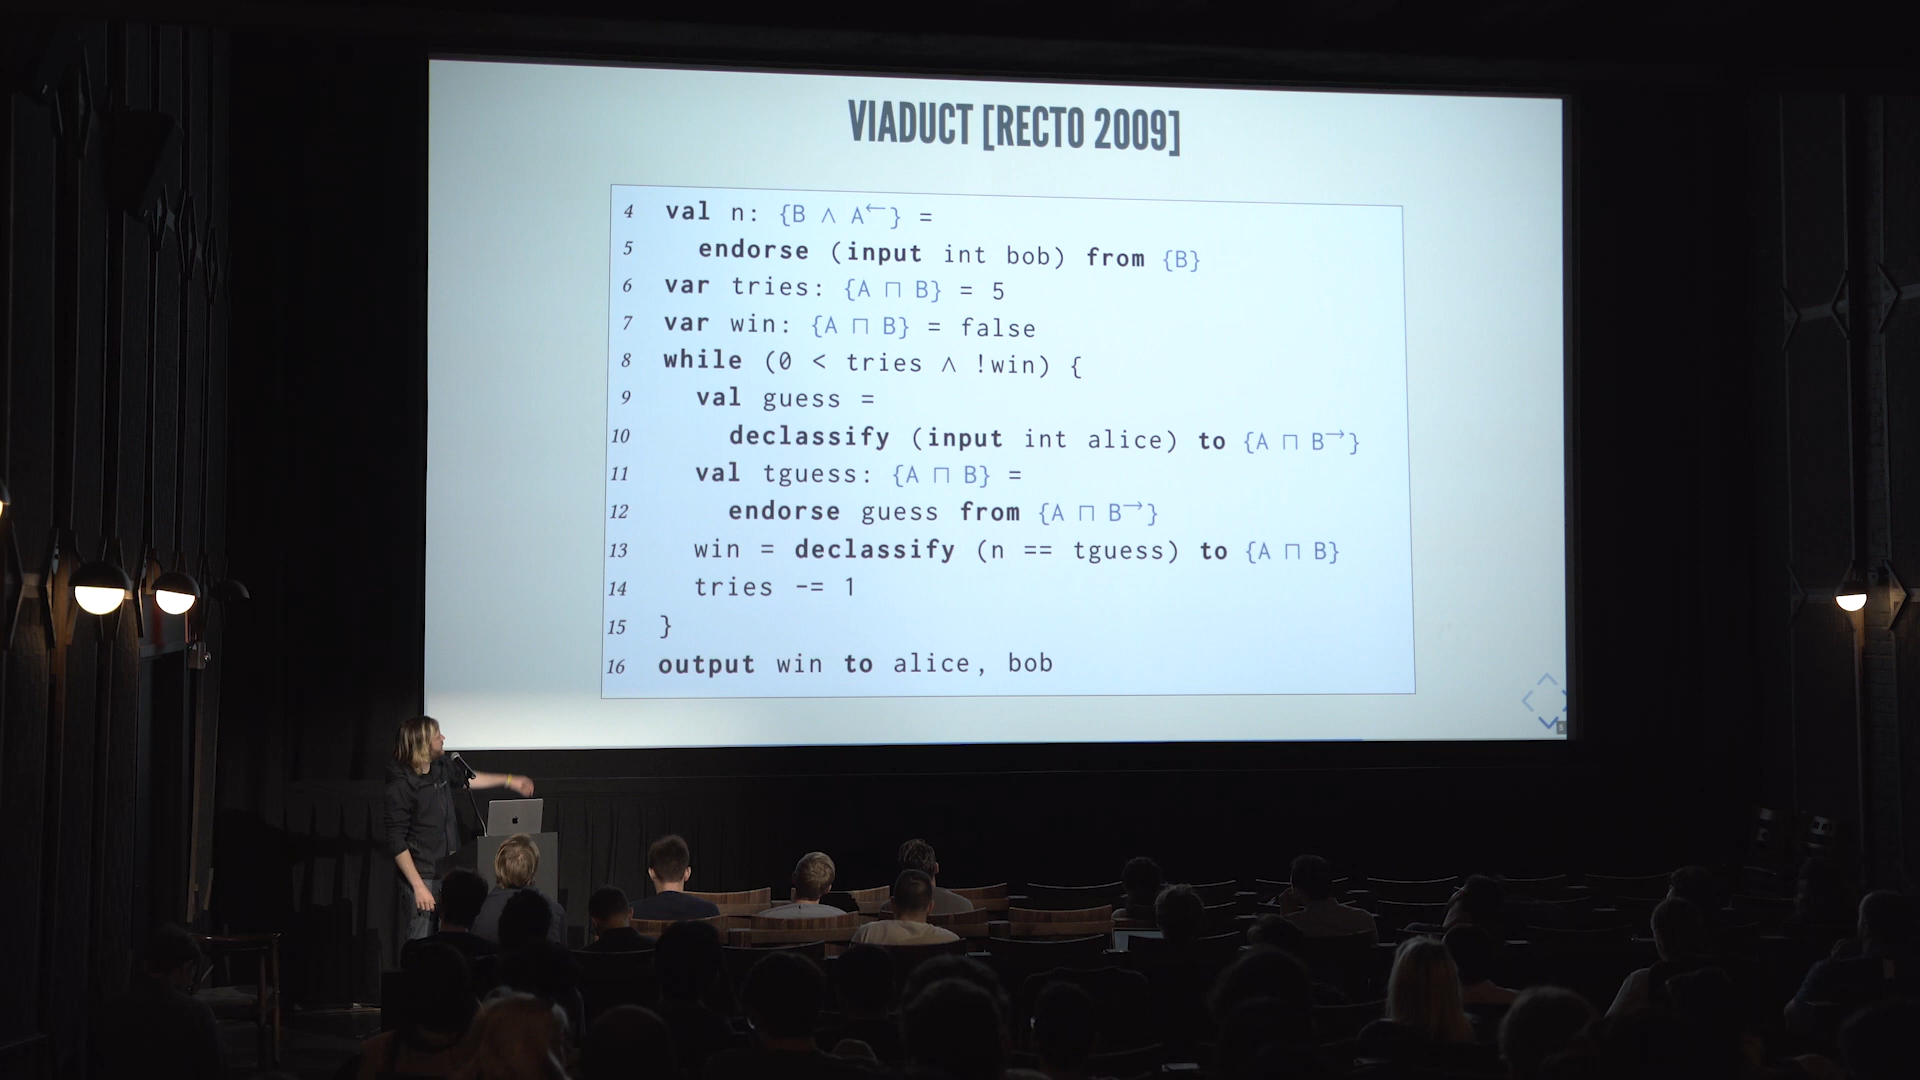 VIADUCT [RECTO 2009]
4 val n: {B ∧ A←} =
5 endorse (input int bob) from {B}
6 var tries: {A ⊓ B} = 5
7 var win: {A ⊓ B} = false
8 while (0 < tries ∧ !win) {
9 val guess =
10 declassify (input int alice) to {A ⊓ B→}
11 val tguess: {A ⊓ B} =
12 endorse guess from {A ⊓ B→}
13 win = declassify (n == tguess) to {A ⊓ B}
14 tries -= 1
15 }
16 output win to alice, bob